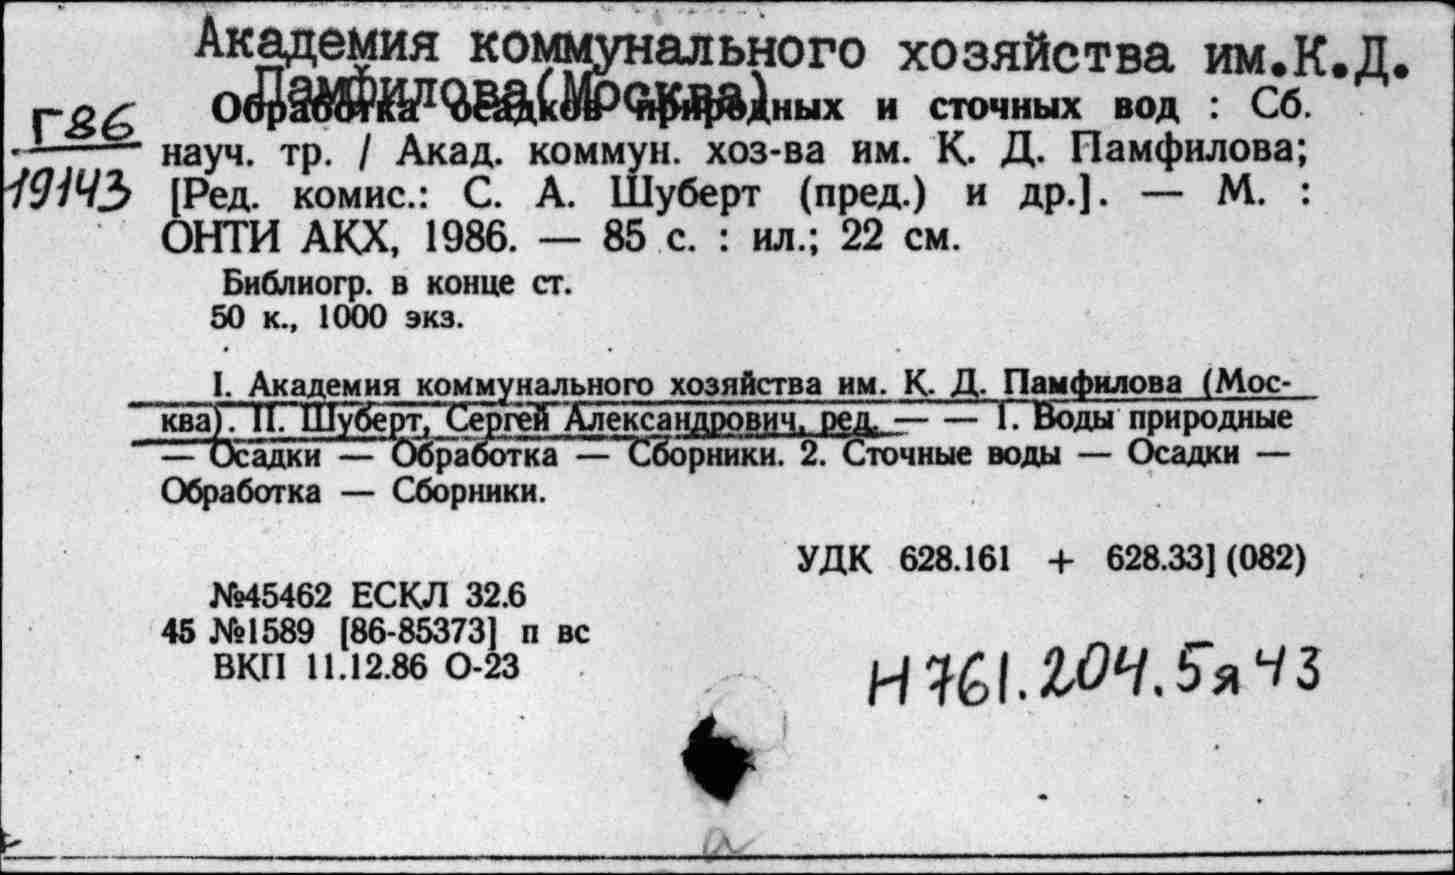 Академия коммунального хозяйства им.К.Д.
Памфилова(Москва)
Г86
19143
Обработка осадков природных и сточных вод : Сб.
науч. тр. / Акад. коммун. хоз-ва им. К. Д. Памфилова;
[Ред. комис.: С. А. Шуберт (пред.) и др.]. — М. :
ОНТИ АКХ, 1986. — 85 с. : ил.; 22 см.
Библиогр. в конце ст.
50 к., 1000 экз.
I. Академия коммунального хозяйства им. К. Д. Памфилова (Мос-
ква). II. Шуберт, Сергей Александрович, ред. — — 1. Воды природные
— Осадки — Обработка — Сборники. 2. Сточные воды — Осадки —
Обработка — Сборники.
УДК 628.161 + 628.33] (082)
№45462 ЕСКЛ 32.6
45 №1589 [86-85373] п вс
ВКП 11.12.86 О-23
Н761.204.5я43
а